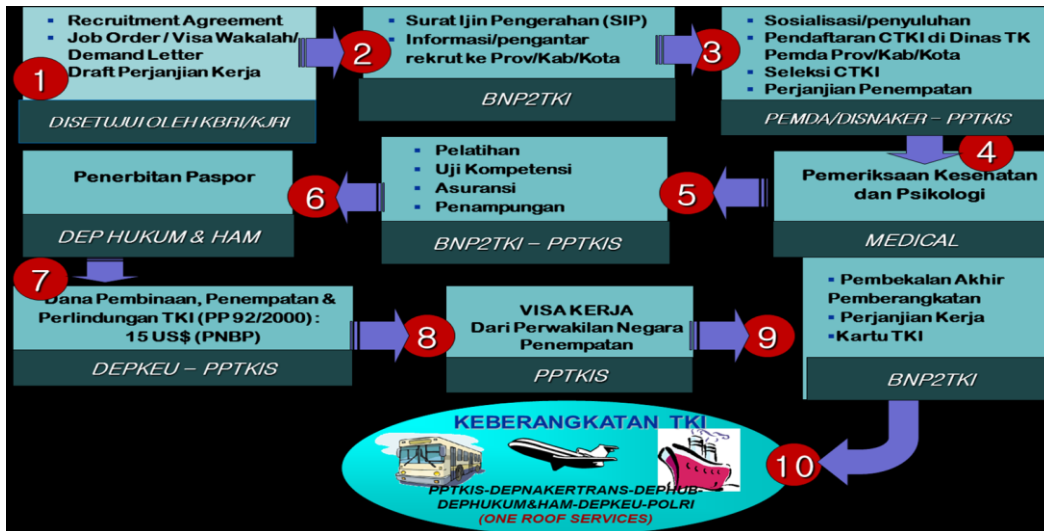 1
▪ Recruitment Agreement
▪ Job Order / Visa Wakalah/
Demand Letter
Draft Perjanjian Kerja
DISETUJUI OLEH KBRI/KJRI
2
▪ Surat Ijin Pengerahan (SIP)
▪ Informasi/pengantar
rekrut ke Prov/Kab/Kota
BNP2TKI
3
▪ Sosialisasi/penyuluhan
▪ Pendaftaran CTKI di Dinas TK
Pemda Prov/Kab/Kota
▪ Seleksi CTKI
▪ Perjanjian Penempatan
PEMDA/DISNAKER – PPTKIS
4
Pemeriksaan Kesehatan
dan Psikologi
MEDICAL
5
▪ Pelatihan
▪ Uji Kompetensi
▪ Asuransi
▪ Penampungan
BNP2TKI – PPTKIS
6
Penerbitan Paspor
DEP HUKUM & HAM
7
Dana Pembinaan, Penempatan &
Perlindungan TKI (PP 92/2000) :
15 US$ (PNBP)
DEPKEU – PPTKIS
8
VISA KERJA
Dari Perwakilan Negara
Penempatan
PPTKIS
9
▪ Pembekalan Akhir
Pemberangkatan
▪ Perjanjian Kerja
▪Kartu TKI
BNP2TKI
10
KEBERANGKATAN TKI
PPTKIS-DEPNAKERTRANS-DEPHUB-
DEPHUKUM&HAM-DEPKEU-POLRI
(ONE ROOF SERVICES)